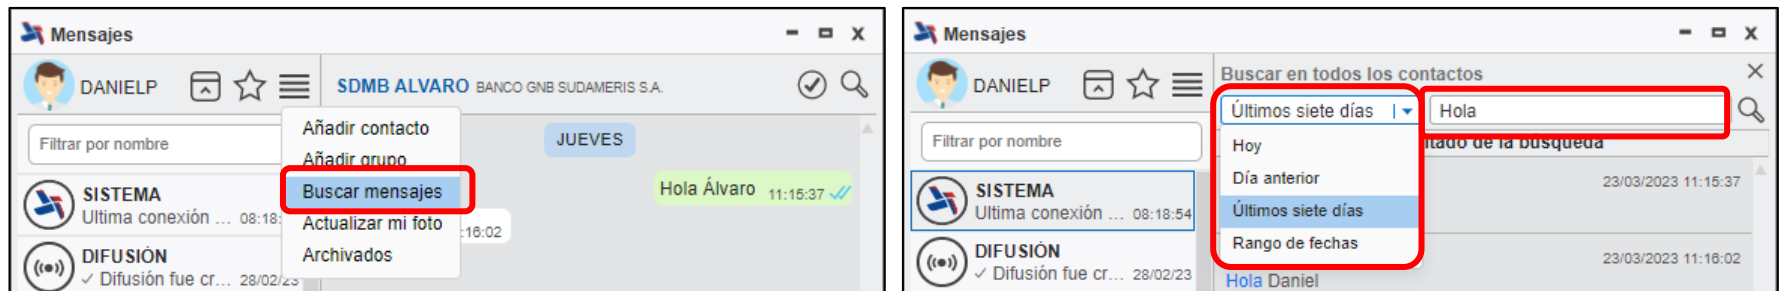 Mensajes
DANIELP
SDMB ALVARO BANCO GNB SUDAMERIS S.A.
Añadir contacto
Filtrar por nombre
JUEVES
Añadir grupo
SISTEMA
Buscar mensajes
Hola Álvaro 11:15:37
Ultima conexión ... 08:18:
Actualizar mi foto
:16:02
DIFUSIÓN
Archivados
Difusión fue cr... 28/02/23
Mensajes
Buscar en todos los contactos
DANIELP
Últimos siete días
Hola
Filtrar por nombre
Hoy
tado de la búsqueda
SISTEMA
Día anterior
23/03/2023 11:15:37
Ultima conexión ... 08:18:54
Últimos siete días
DIFUSIÓN
Rango de fechas
23/03/2023 11:16:02
Difusión fue cr... 28/02/23
Hola Daniel